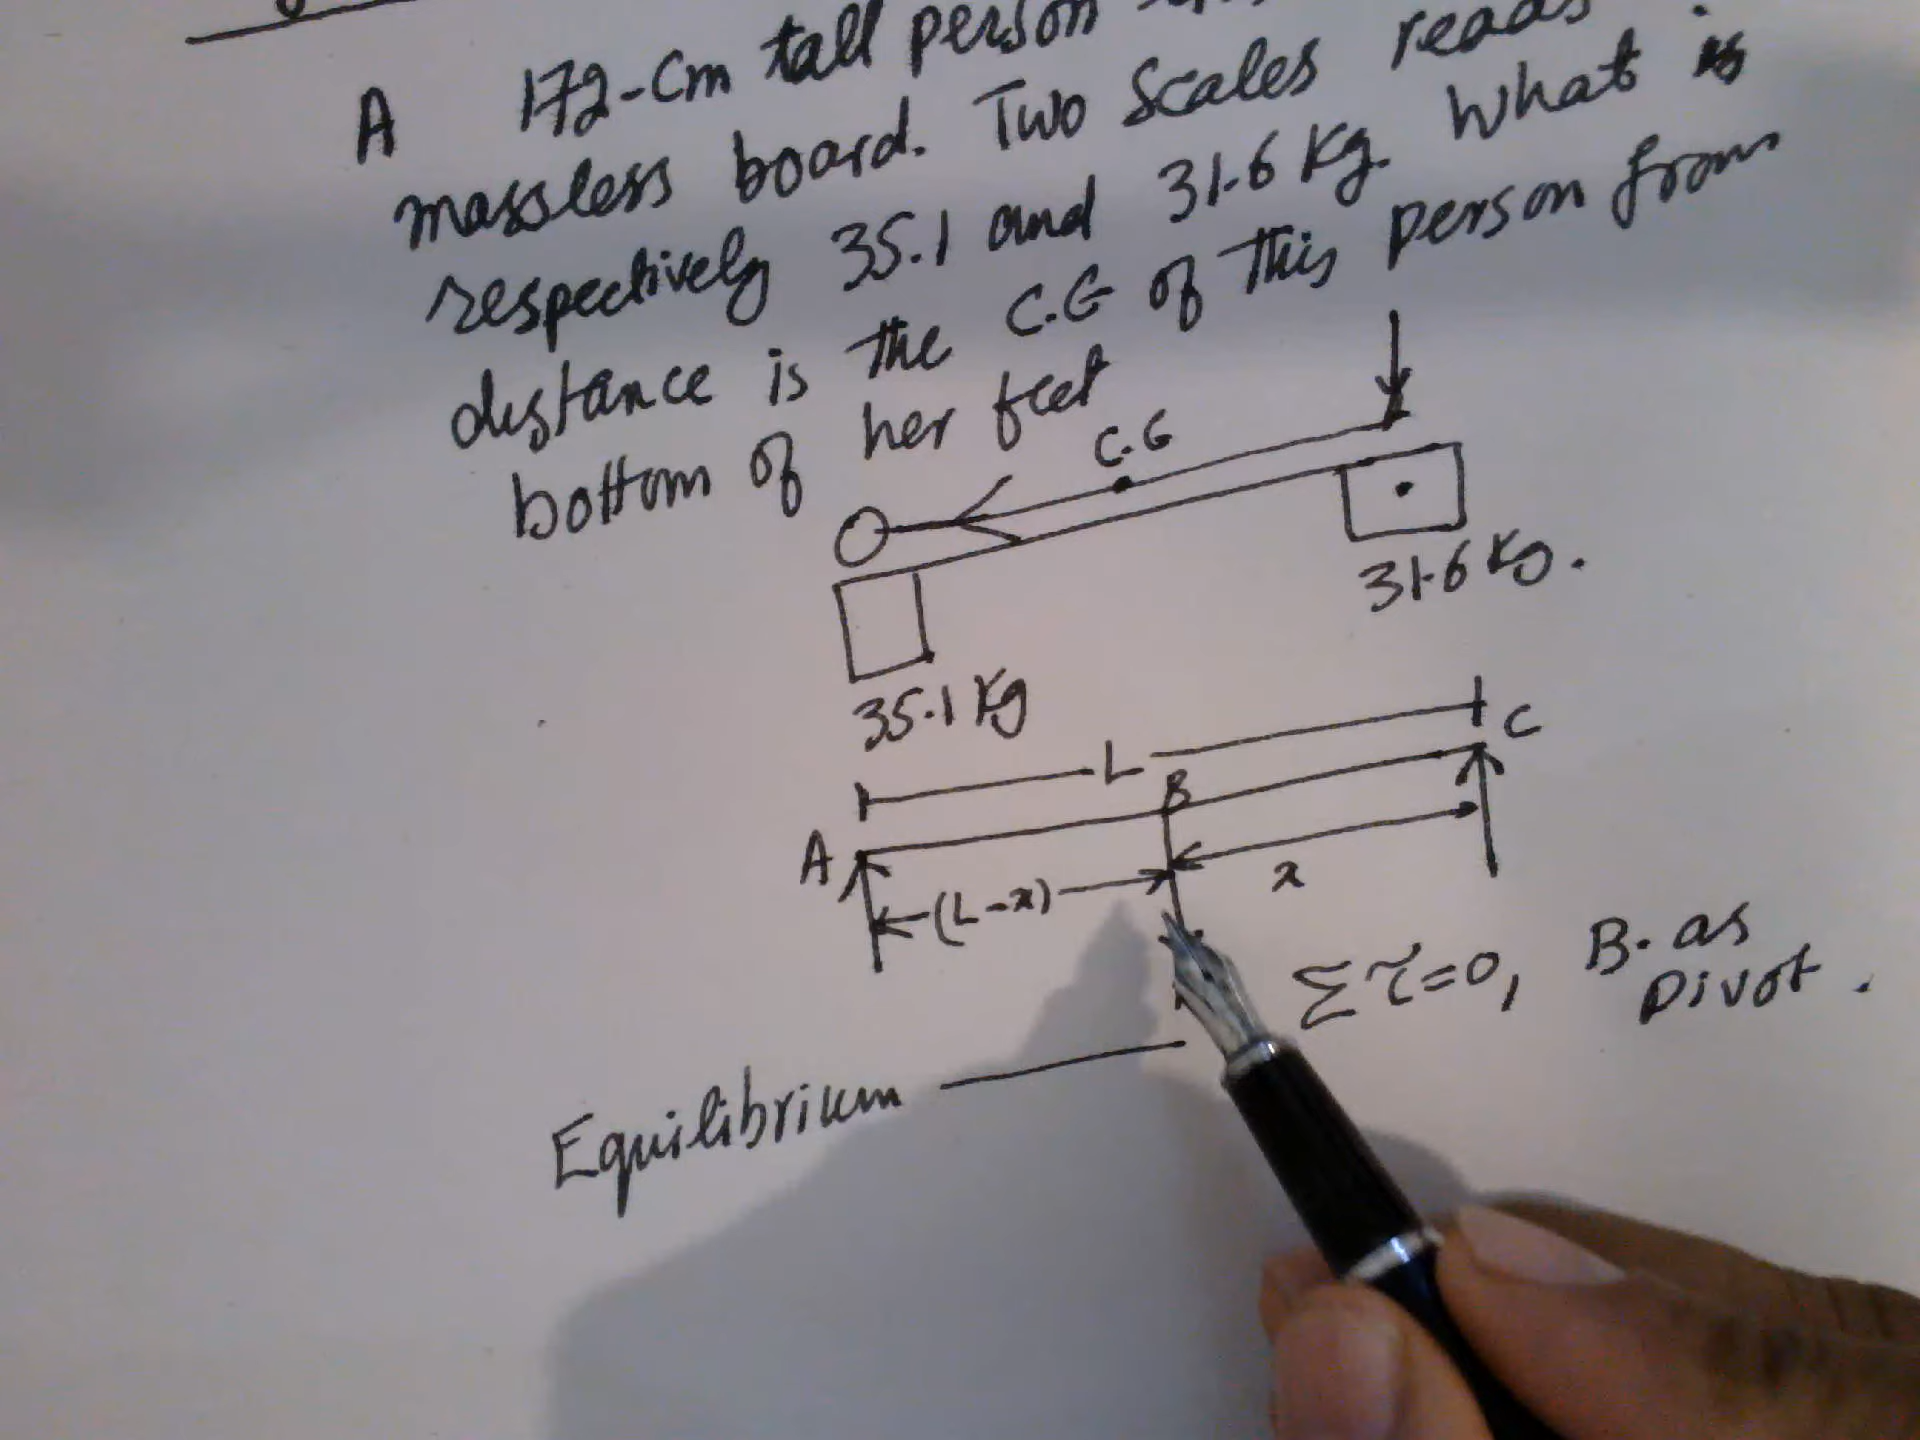 A 172-cm tall person
massless board. Two scales reads
respectively 35.1 and 31.6 Kg. What is
distance is the C.G of This person from
bottom of her feet
C.G
31.6 Kg.
35.1 Kg
L
C
B
A
(L-x)
x
Στ=0, B. as
pivot.
Equilibrium